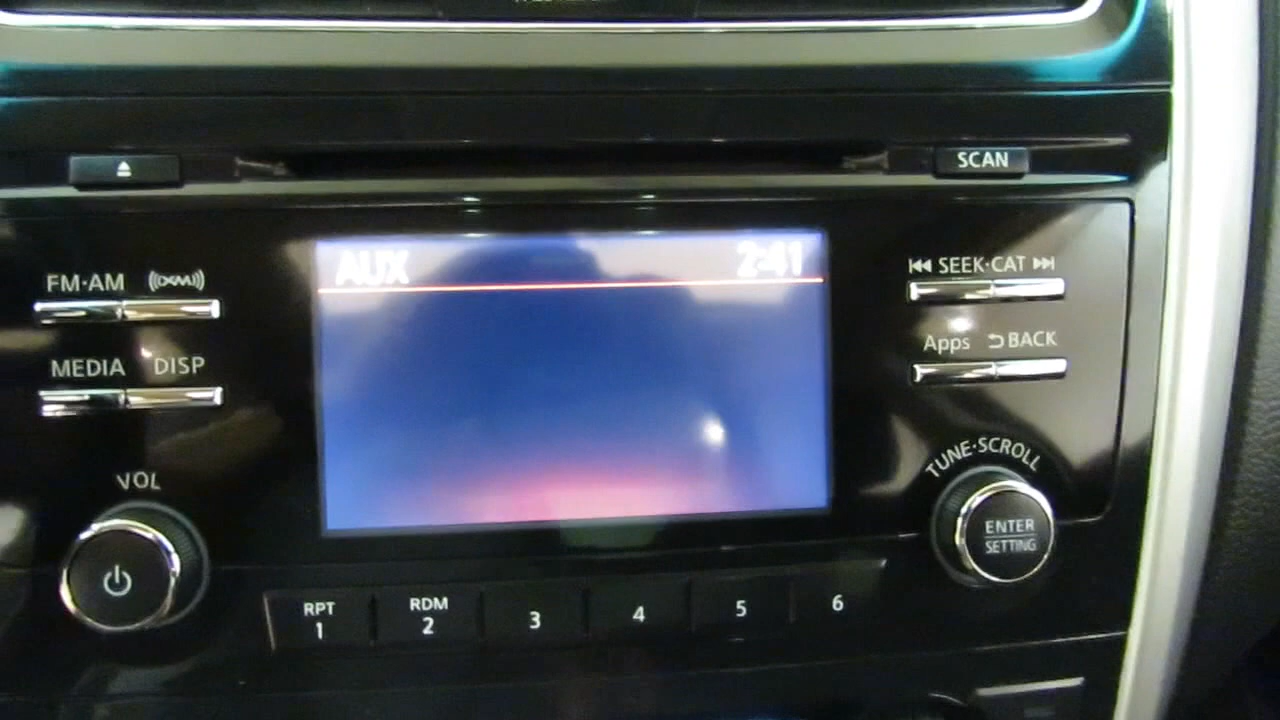 SCAN
AUX 2:41
FM·AM ((XM))
SEEK·CAT
MEDIA DISP
Apps BACK
VOL
TUNE·SCROLL
ENTER
SETTING
RPT
1
RDM
2
3
4
5
6